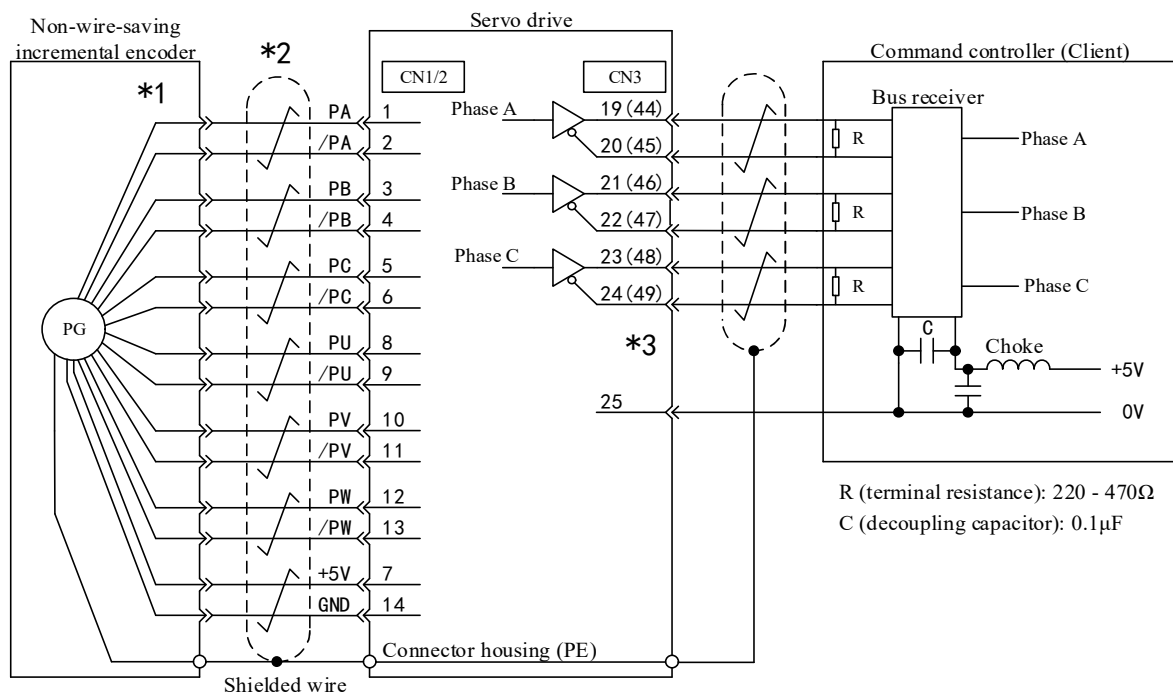 Non-wire-saving
incremental encoder
*1
PG
*2
Shielded wire
Servo drive
CN1/2
CN3
PA 1
/PA 2
PB 3
/PB 4
PC 5
/PC 6
PU 8
/PU 9
PV 10
/PV 11
PW 12
/PW 13
+5V 7
GND 14
Connector housing (PE)
Phase A
19(44)
20(45)
Phase B
21(46)
22(47)
Phase C
23(48)
24(49)
*3
25
Command controller (Client)
Bus receiver
R
Phase A
R
Phase B
R
Phase C
C
Choke
+5V
0V
R (terminal resistance): 220 - 470Ω
C (decoupling capacitor): 0.1μF